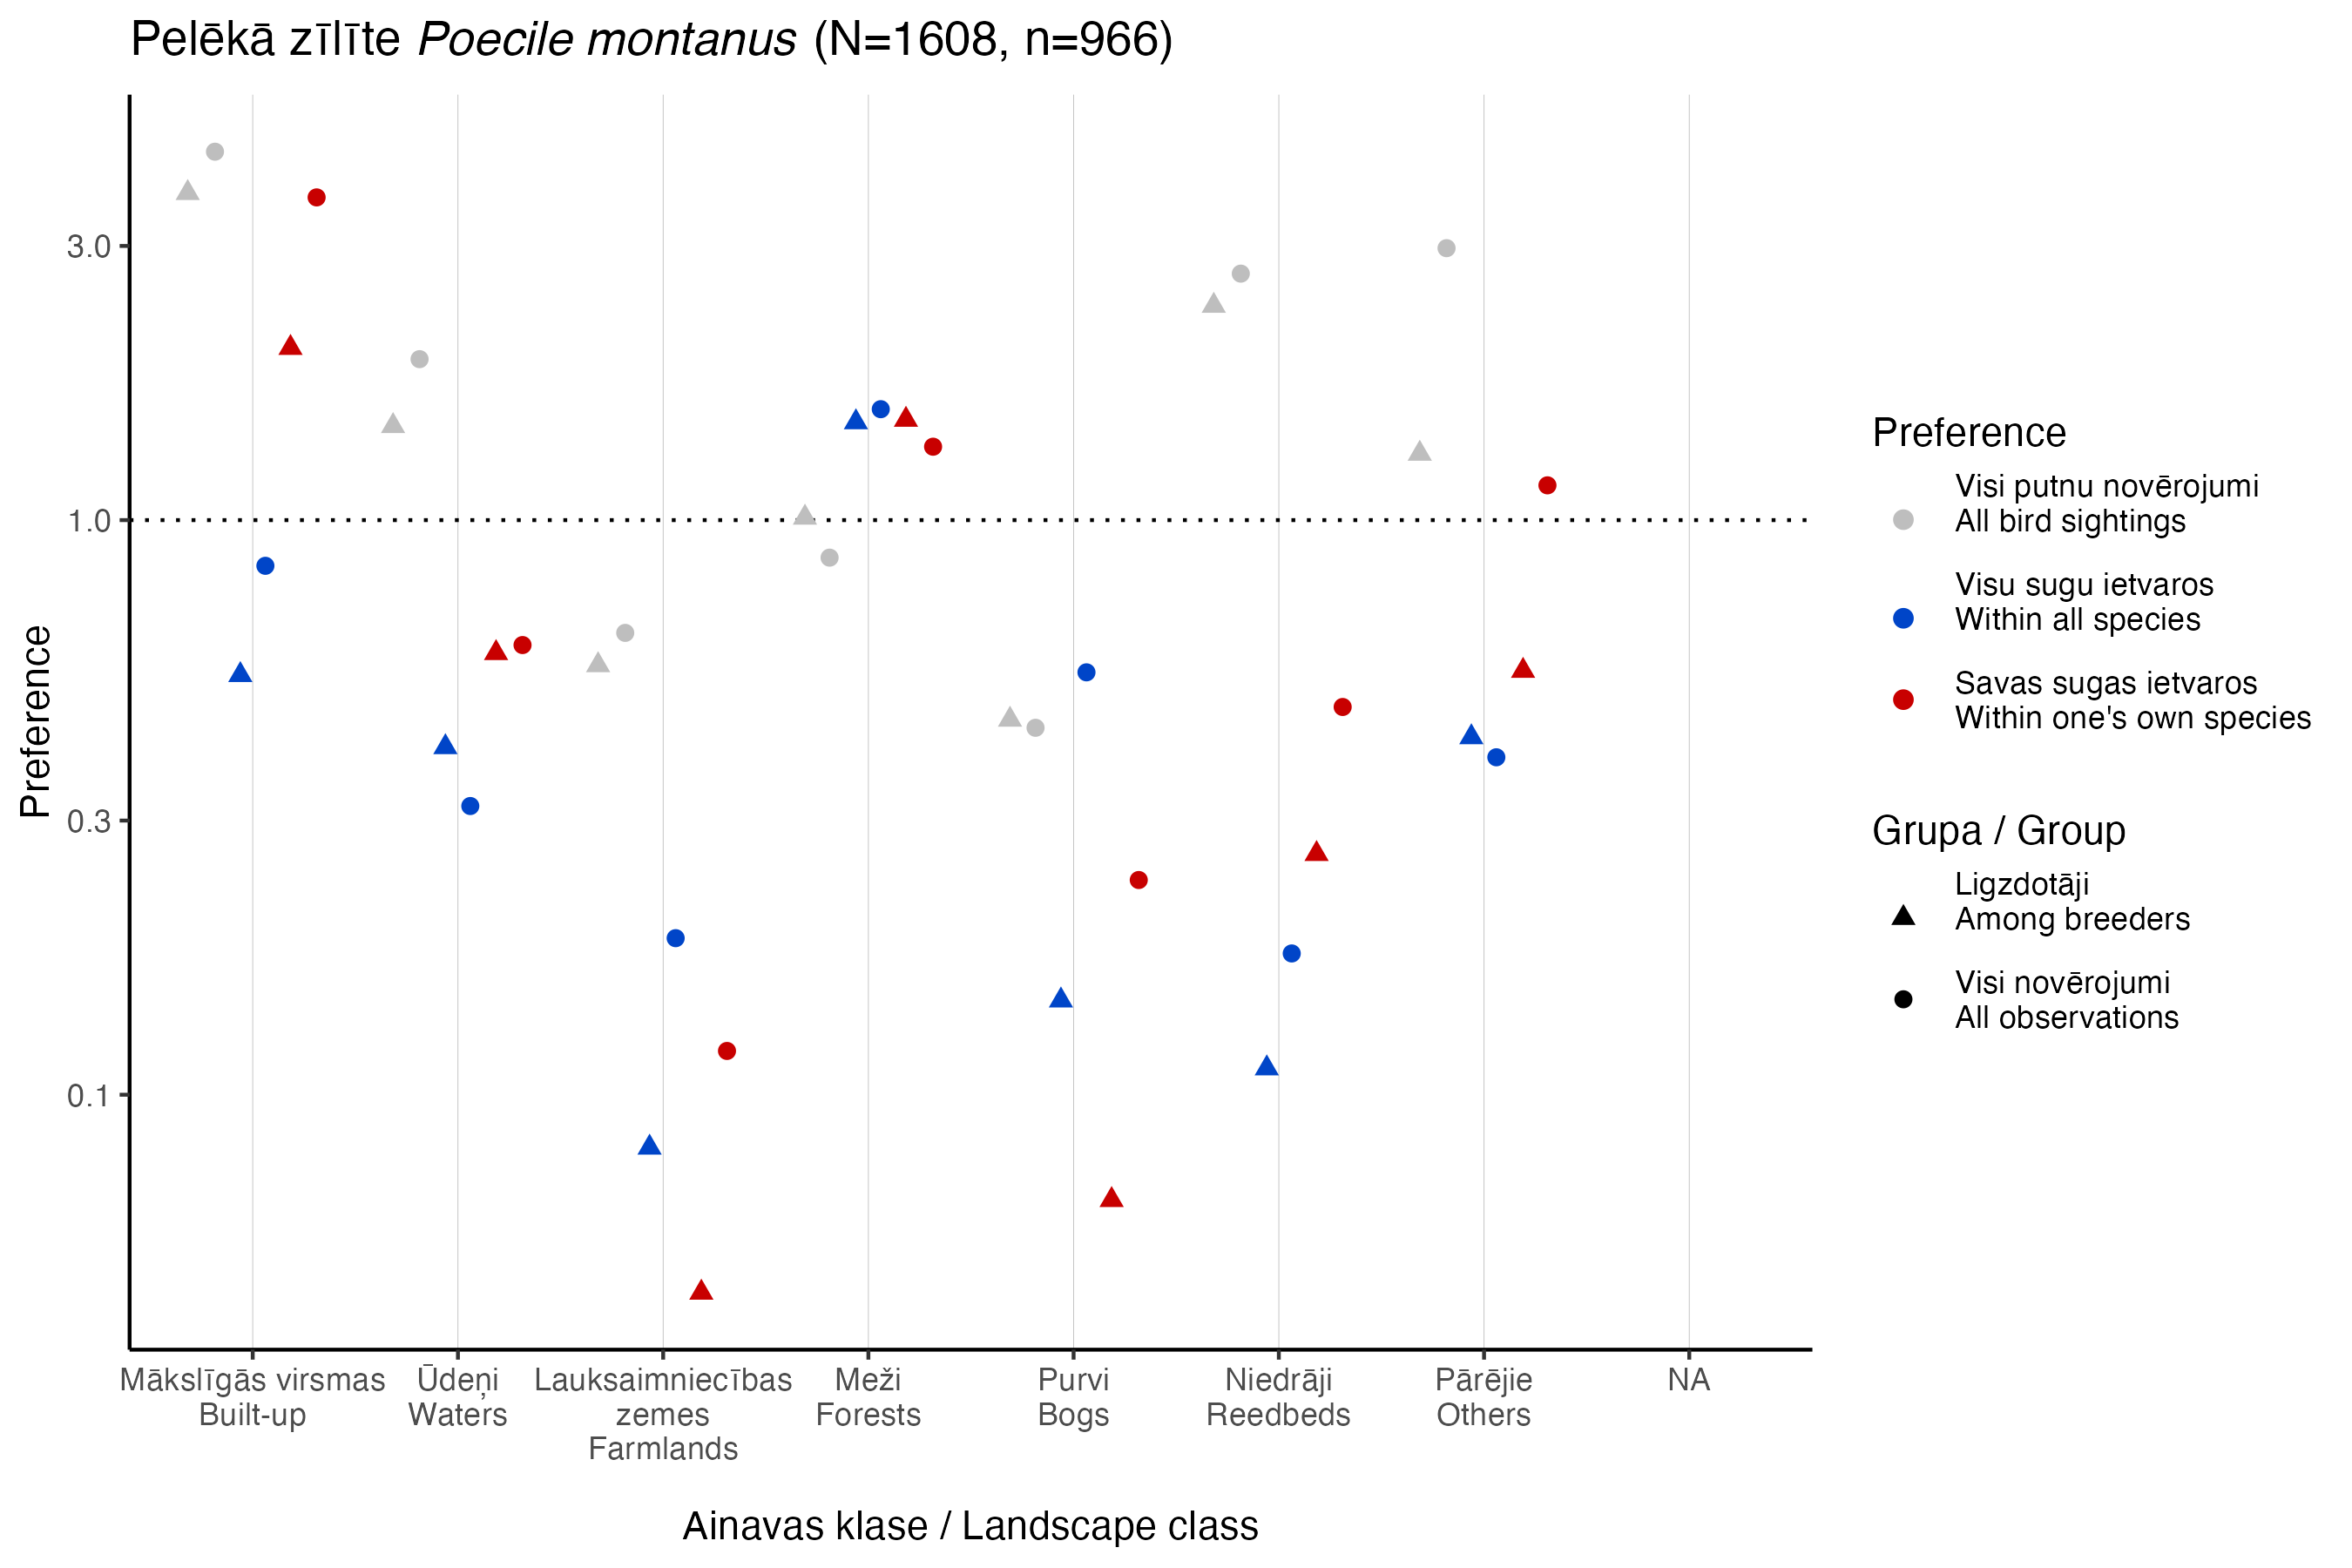 Pelēkā zīlīte Poecile montanus (N=1608, n=966)
Preference
3.0
1.0
0.3
0.1
Mākslīgās virsmas
Built-up
Ūdeņi
Waters
Lauksaimniecības
zemes
Farmlands
Meži
Forests
Purvi
Bogs
Niedrāji
Reedbeds
Pārējie
Others
NA
Ainavas klase / Landscape class
Preference
Visi putnu novērojumi
All bird sightings
Visu sugu ietvaros
Within all species
Savas sugas ietvaros
Within one's own species
Grupa / Group
Ligzdotāji
Among breeders
Visi novērojumi
All observations